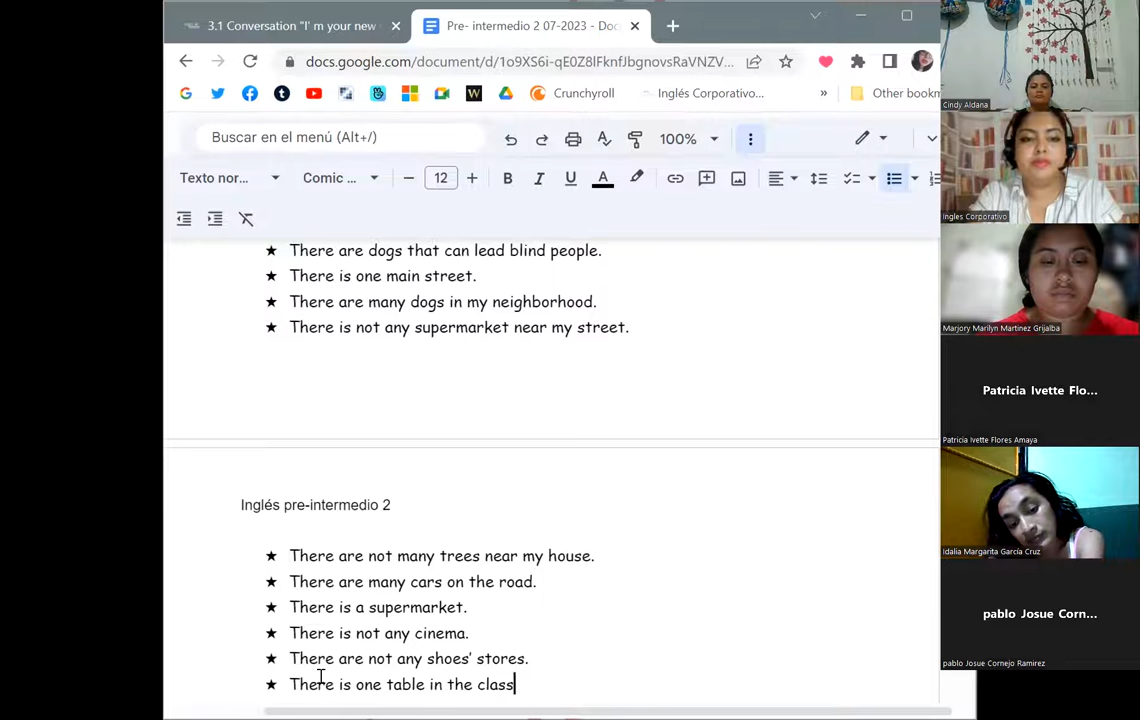 3.1 Conversation "I' m your new
Pre- intermedio 2 07-2023 - Doc
docs.google.com/document/d/1o9XS6i-qE0Z8lFknfJbgnovsRaVNZV...
Crunchyroll
Inglés Corporativo...
»
Other bookm
Buscar en el menú (Alt+/)
100%
Texto nor...
Comic ...
12
B I U A
★ There are dogs that can lead blind people.
★ There is one main street.
★ There are many dogs in my neighborhood.
★ There is not any supermarket near my street.
Inglés pre-intermedio 2
★ There are not many trees near my house.
★ There are many cars on the road.
★ There is a supermarket.
★ There is not any cinema.
★ There are not any shoes' stores.
★ There is one table in the class
Cindy Aldana
Ingles Corporativo
Marjory Marilyn Martinez Grijalba
Patricia Ivette Flo...
Patricia Ivette Flores Amaya
Idalia Margarita García Cruz
pablo Josue Corn...
pablo Josue Cornejo Ramirez